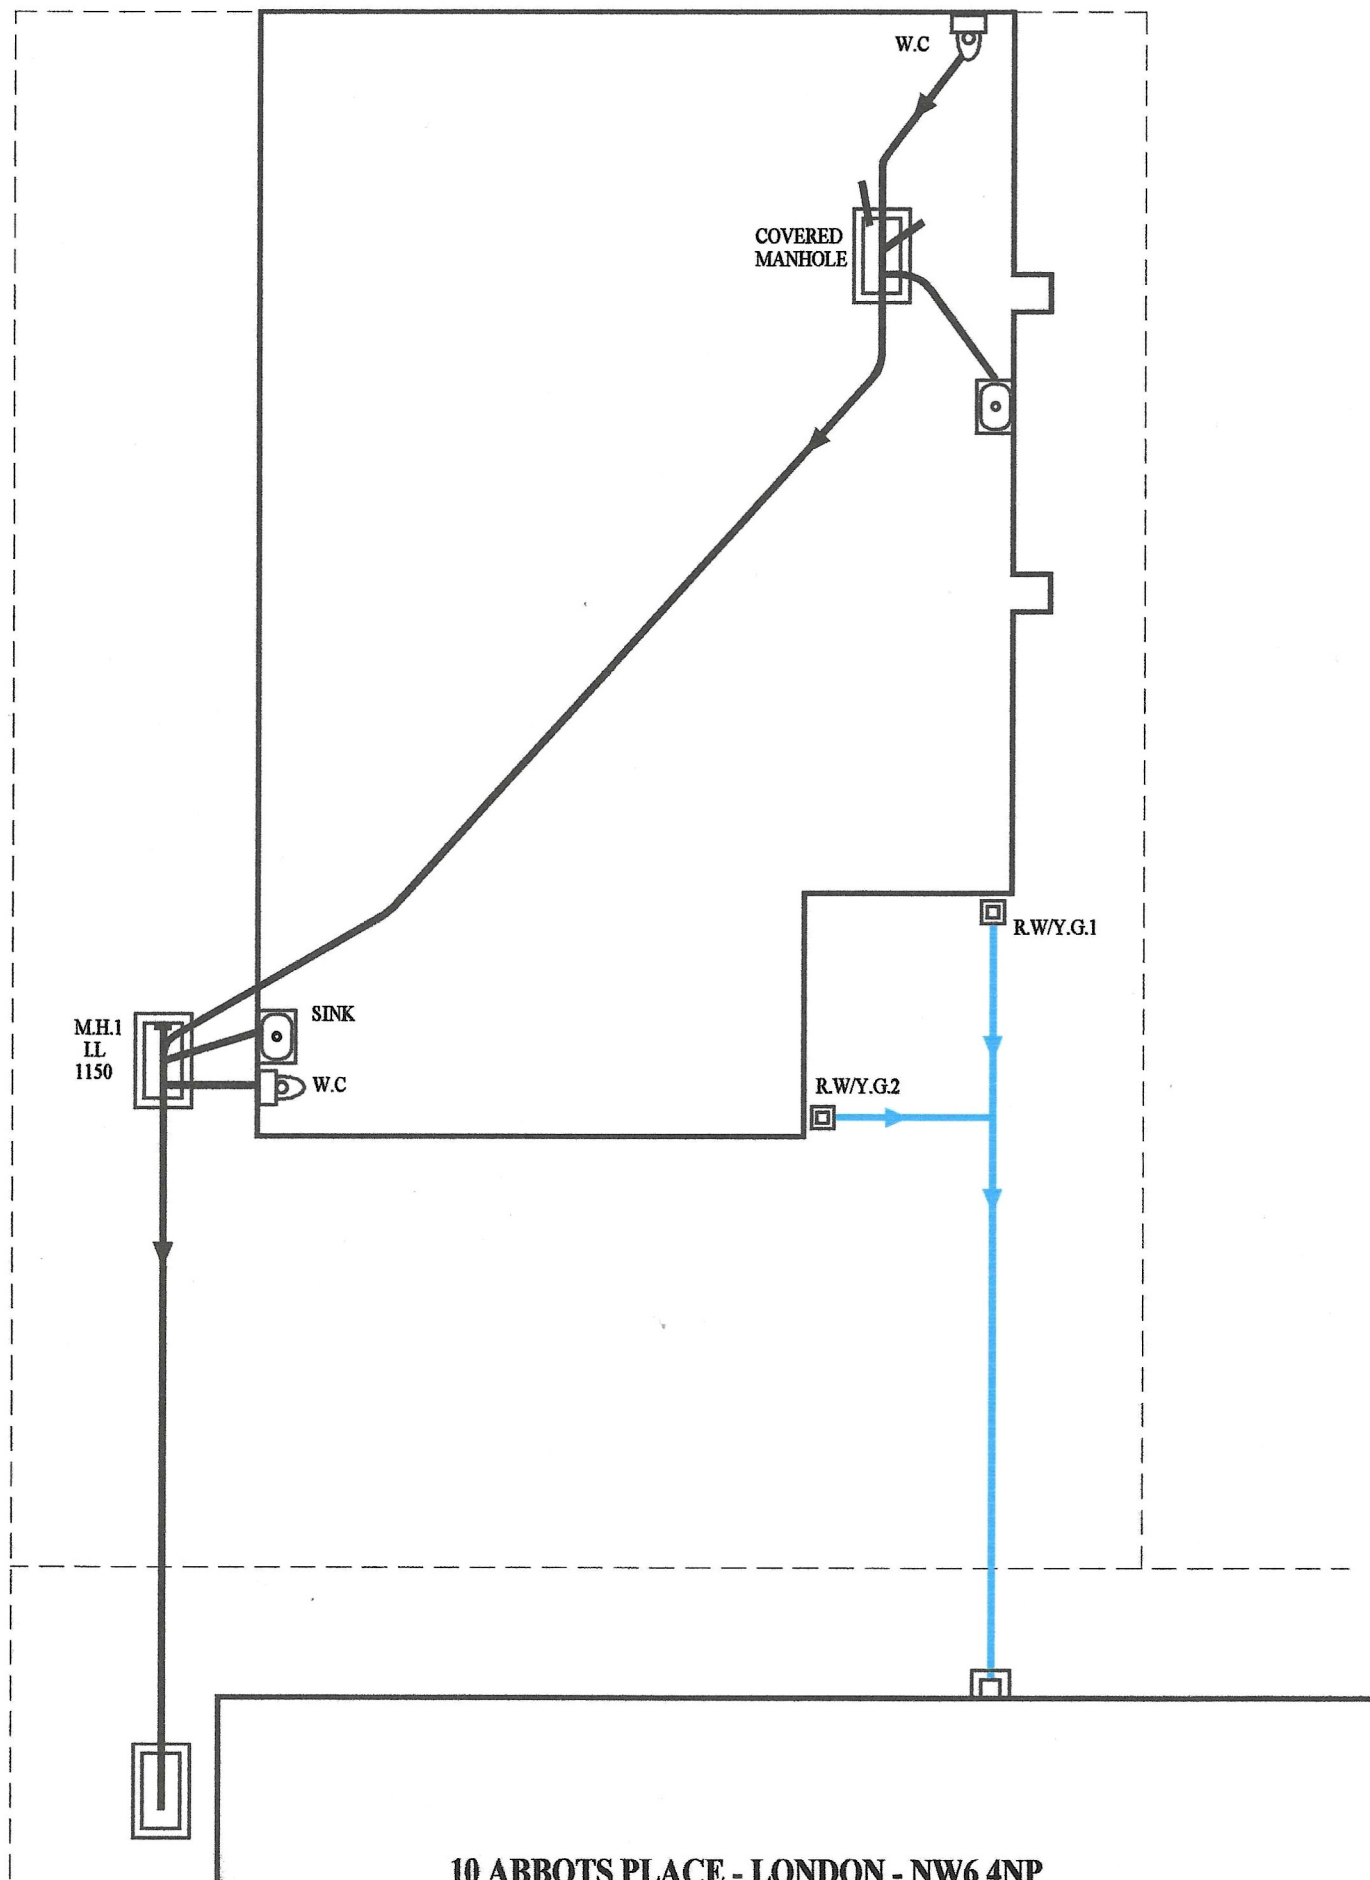 W.C
COVERED
MANHOLE
R.W/Y.G.1
M.H.1
I.L
1150
SINK
W.C
R.W/Y.G.2
10 ABBOTS PLACE - LONDON - NW6 4NP